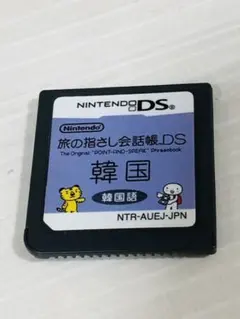 NINTENDO DS
Nintendo
旅の指さし会話帳DS
The Original "POINT-AND-SPEAK" Phrasebook
韓国
韓国語
NTR-AUEJ-JPN